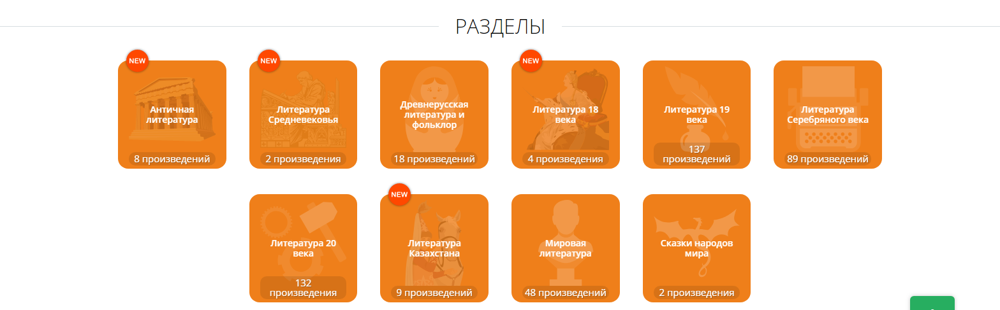 РАЗДЕЛЫ
NEW
Античная
литература
8 произведений
NEW
Литература
Средневековья
2 произведения
Древнерусская
литература и
фольклор
18 произведений
NEW
Литература 18
века
4 произведения
Литература 19
века
137
произведений
Литература
Серебряного века
89 произведений
Литература 20
века
132
произведения
NEW
Литература
Казахстана
9 произведений
Мировая
литература
48 произведений
Сказки народов
мира
2 произведения